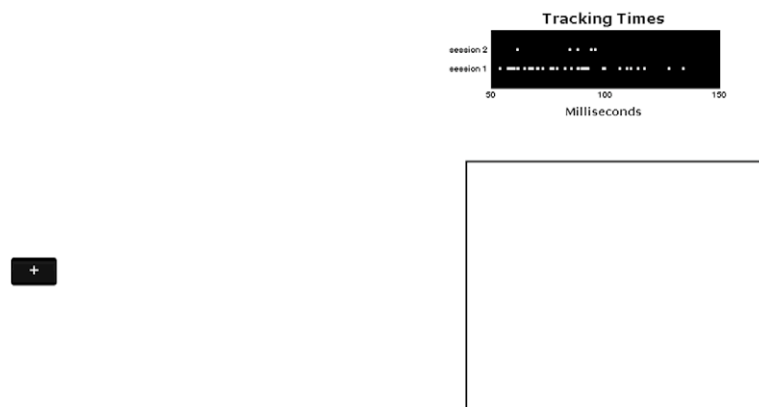 Tracking Times
session 2
session 1
50 100 150
Milliseconds
+